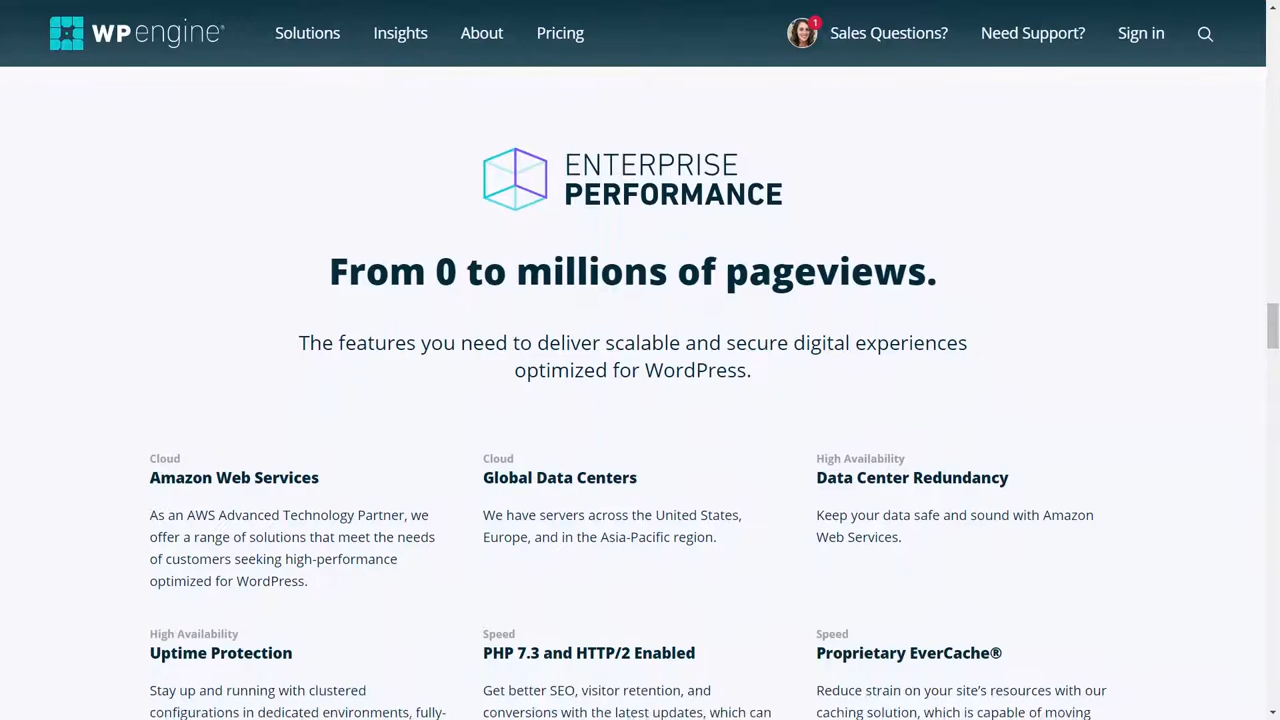 WPengine®
Solutions
Insights
About
Pricing
1
Sales Questions?
Need Support?
Sign in
ENTERPRISE
PERFORMANCE
From 0 to millions of pageviews.
The features you need to deliver scalable and secure digital experiences
optimized for WordPress.
Cloud
Amazon Web Services
As an AWS Advanced Technology Partner, we
offer a range of solutions that meet the needs
of customers seeking high-performance
optimized for WordPress.
Cloud
Global Data Centers
We have servers across the United States,
Europe, and in the Asia-Pacific region.
High Availability
Data Center Redundancy
Keep your data safe and sound with Amazon
Web Services.
High Availability
Uptime Protection
Stay up and running with clustered
configurations in dedicated environments, fully-
Speed
PHP 7.3 and HTTP/2 Enabled
Get better SEO, visitor retention, and
conversions with the latest updates, which can
Speed
Proprietary EverCache®
Reduce strain on your site’s resources with our
caching solution, which is capable of moving